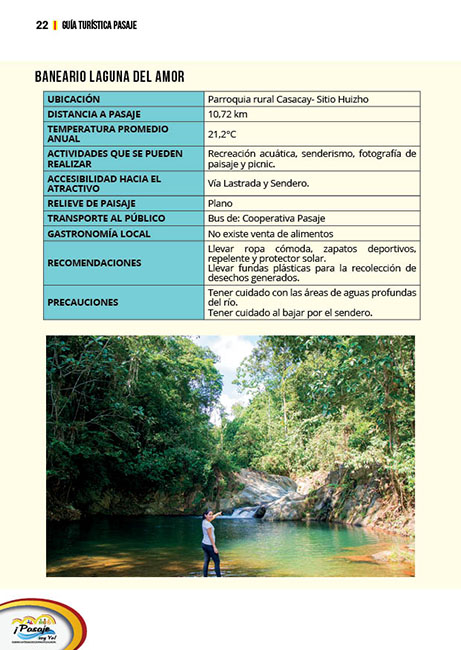 22 | GUÍA TURÍSTICA PASAJE
BANEARIO LAGUNA DEL AMOR
UBICACIÓN Parroquia rural Casacay- Sitio Huizho
DISTANCIA A PASAJE 10,72 km
TEMPERATURA PROMEDIO
ANUAL
21,2°C
ACTIVIDADES QUE SE PUEDEN
REALIZAR
Recreación acuática, senderismo, fotografía de
paisaje y picnic.
ACCESIBILIDAD HACIA EL
ATRACTIVO
Vía Lastrada y Sendero.
RELIEVE DE PAISAJE Plano
TRANSPORTE AL PÚBLICO Bus de: Cooperativa Pasaje
GASTRONOMÍA LOCAL No existe venta de alimentos
RECOMENDACIONES
Llevar ropa cómoda, zapatos deportivos,
repelente y protector solar.
Llevar fundas plásticas para la recolección de
desechos generados.
PRECAUCIONES
Tener cuidado con las áreas de aguas profundas
del río.
Tener cuidado al bajar por el sendero.
¡Pasaje
soy Yo!